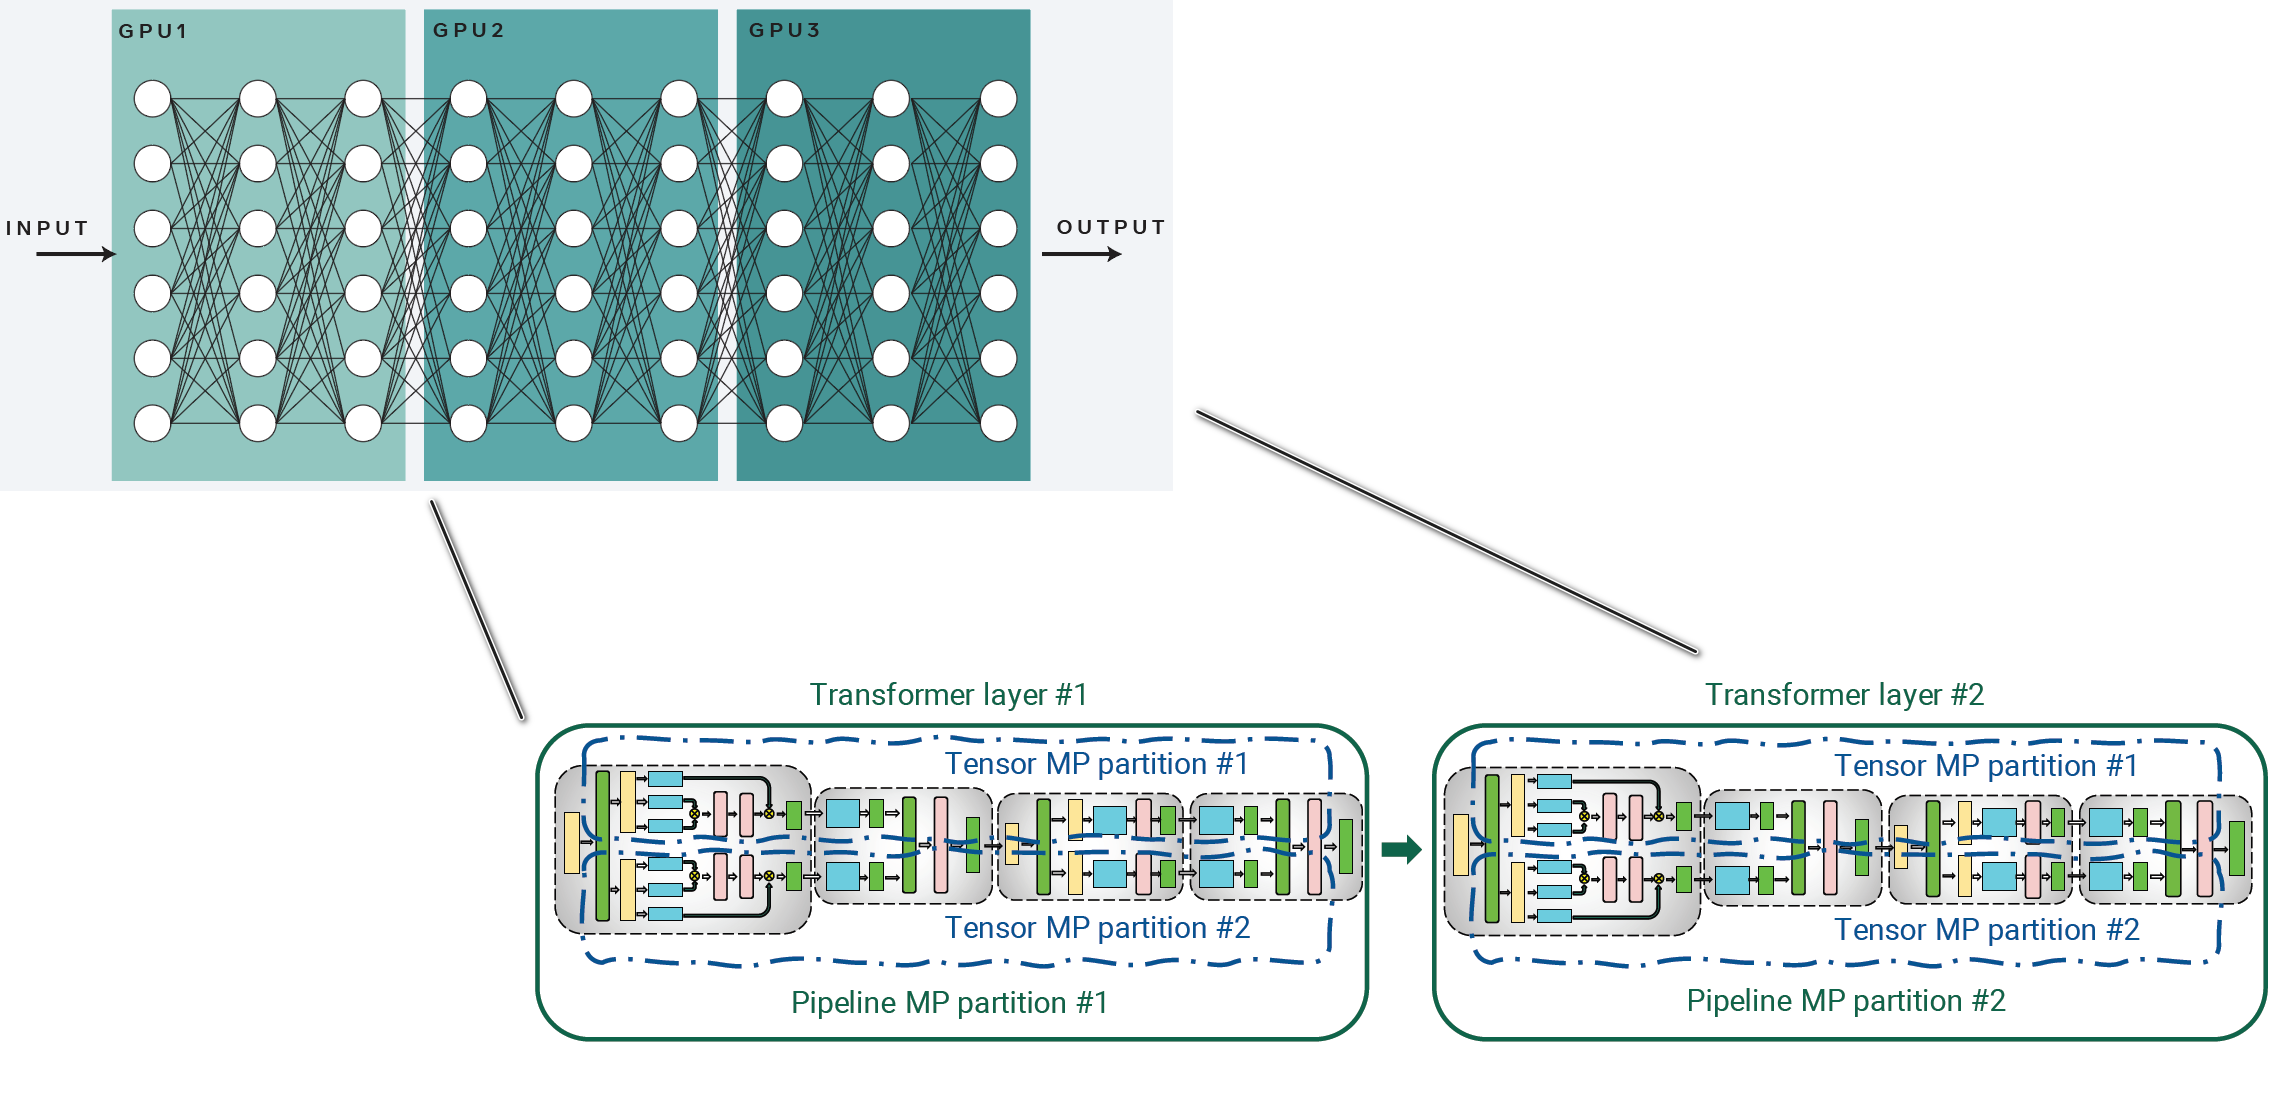 GPU1
GPU2
GPU3
INPUT
OUTPUT
Transformer layer #1
Transformer layer #2
Tensor MP partition #1
Tensor MP partition #1
Tensor MP partition #2
Tensor MP partition #2
Pipeline MP partition #1
Pipeline MP partition #2